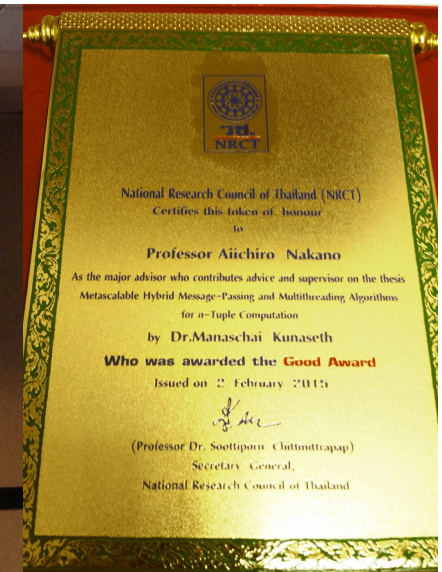 วช.
NRCT
National Research Council of Thailand (NRCT)
Certifies this token of honour
to
Professor Aiichiro Nakano
As the major advisor who contributes advice and supervision on the thesis
Metascalable Hybrid Message-Passing and Multithreading Algorithms
for n-Tuple Computation
by Dr.Manaschai Kunaseth
Who was awarded the Good Award
Issued on 2 February 2015
(Professor Dr. Soottiporn Chittmittrapap)
Secretary General,
National Research Council of Thailand